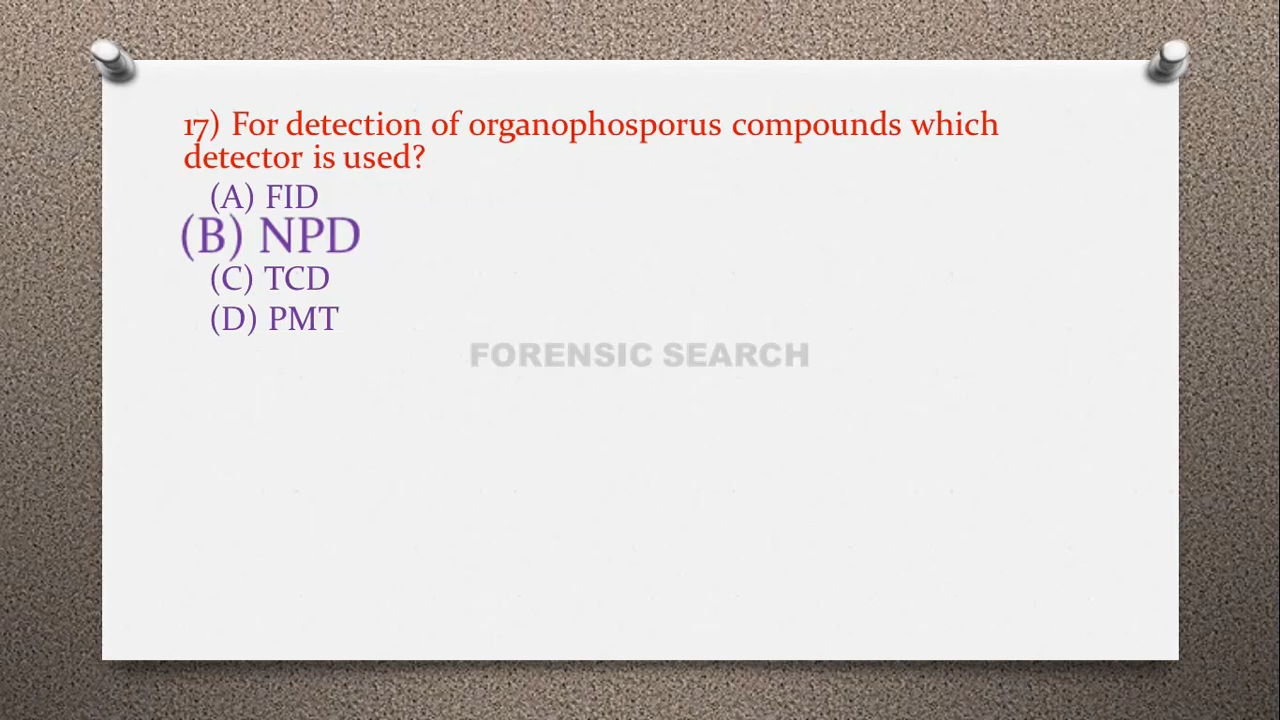 17) For detection of organophosporus compounds which
detector is used?
(A) FID
(B) NPD
(C) TCD
(D) PMT
FORENSIC SEARCH